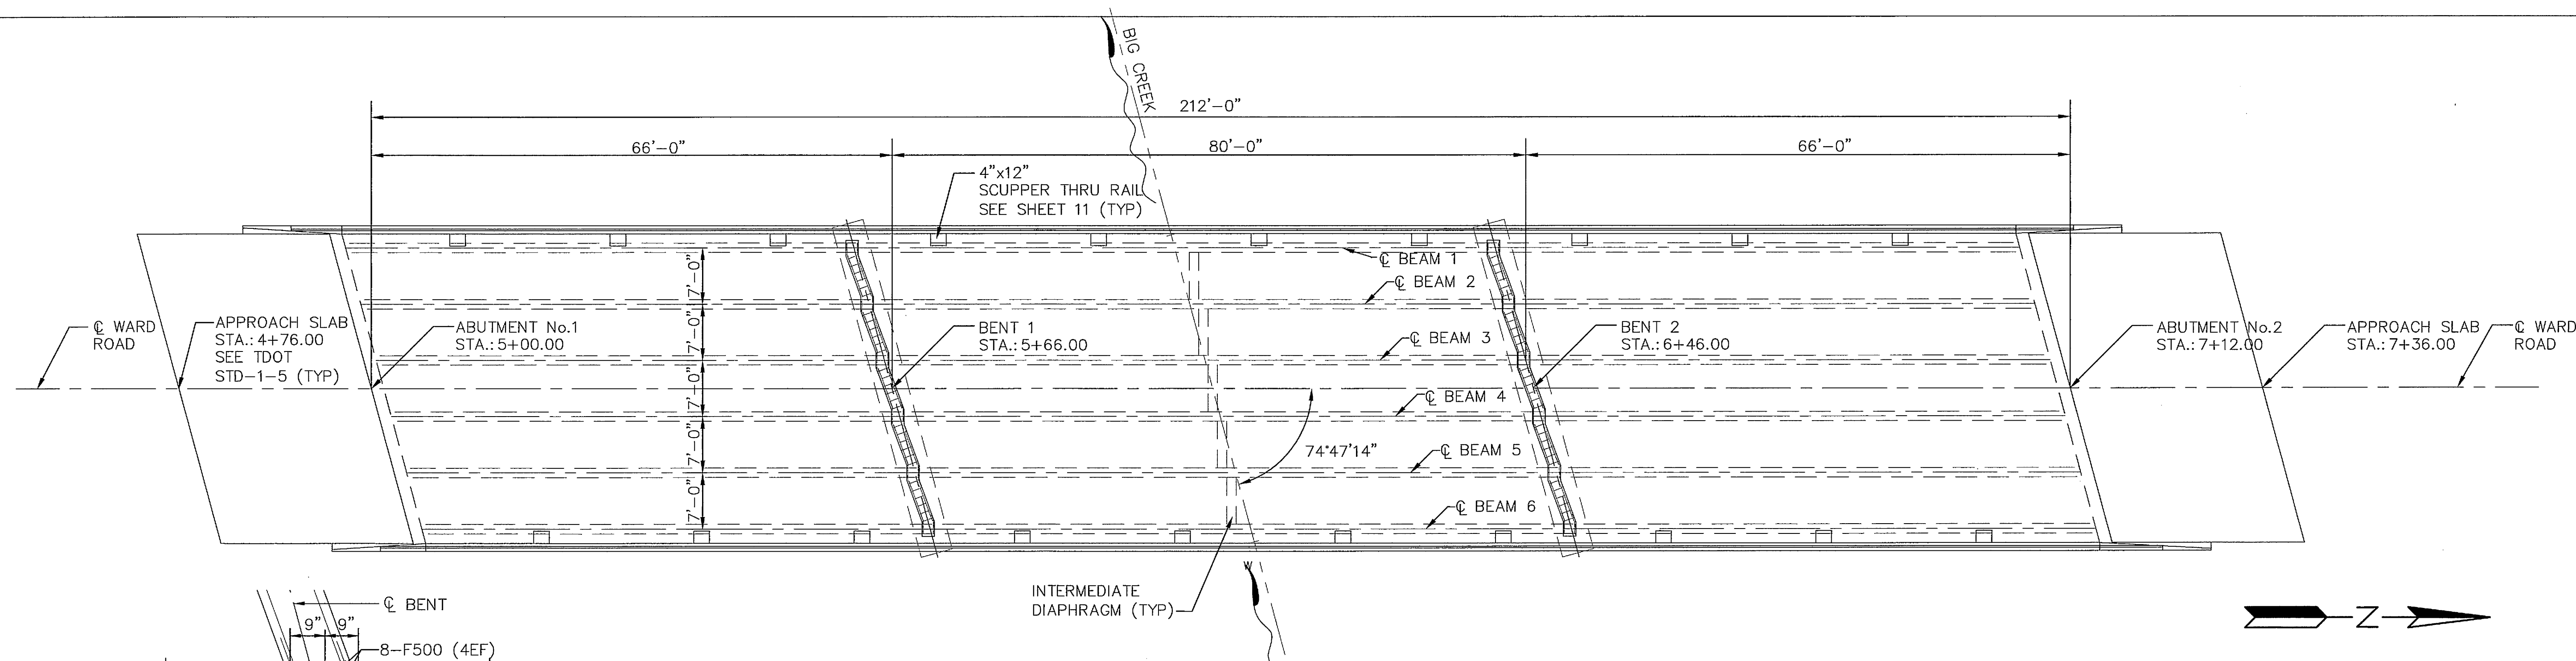 BIG CREEK
212'-0"
66'-0"
80'-0"
66'-0"
4"x12"
SCUPPER THRU RAIL
SEE SHEET 11 (TYP)
℄ BEAM 1
℄ BEAM 2
7'-0"
7'-0"
℄ WARD
ROAD
APPROACH SLAB
STA.: 4+76.00
SEE TDOT
STD-1-5 (TYP)
ABUTMENT No.1
STA.: 5+00.00
BENT 1
STA.: 5+66.00
℄ BEAM 3
BENT 2
STA.: 6+46.00
ABUTMENT No.2
STA.: 7+12.00
APPROACH SLAB
STA.: 7+36.00
℄ WARD
ROAD
7'-0"
℄ BEAM 4
7'-0"
74°47'14"
℄ BEAM 5
7'-0"
℄ BEAM 6
INTERMEDIATE
DIAPHRAGM (TYP)
℄ BENT
9" 9"
8-F500 (4EF)
Z